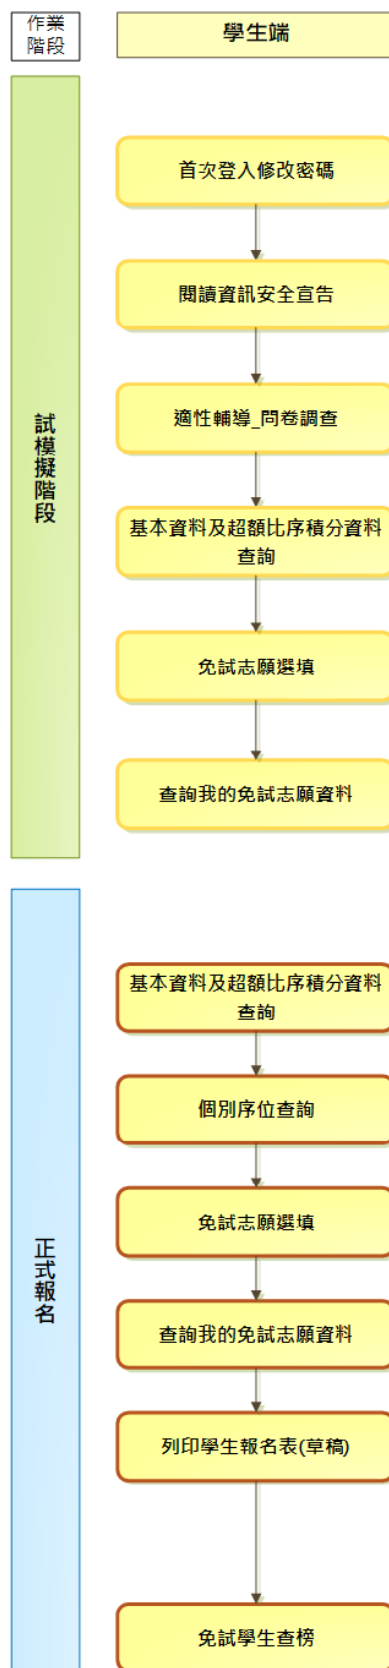 作業
階段
學生端
試模擬階段
首次登入修改密碼
閱讀資訊安全宣告
適性輔導_問卷調查
基本資料及超額比序積分資料
查詢
免試志願選填
查詢我的免試志願資料
正式報名
基本資料及超額比序積分資料
查詢
個別序位查詢
免試志願選填
查詢我的免試志願資料
列印學生報名表(草稿)
免試學生查榜